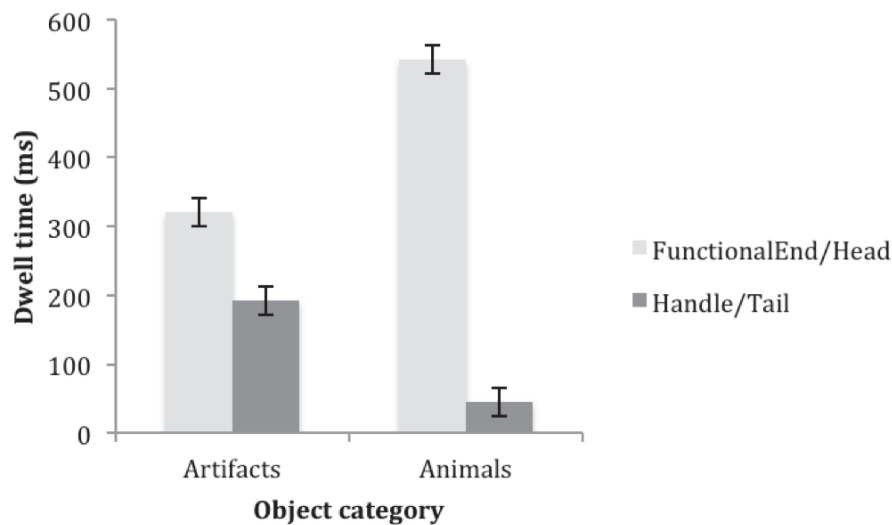 600
500
400
300
200
100
0
Dwell time (ms)
Artifacts
Animals
Object category
FunctionalEnd/Head
Handle/Tail